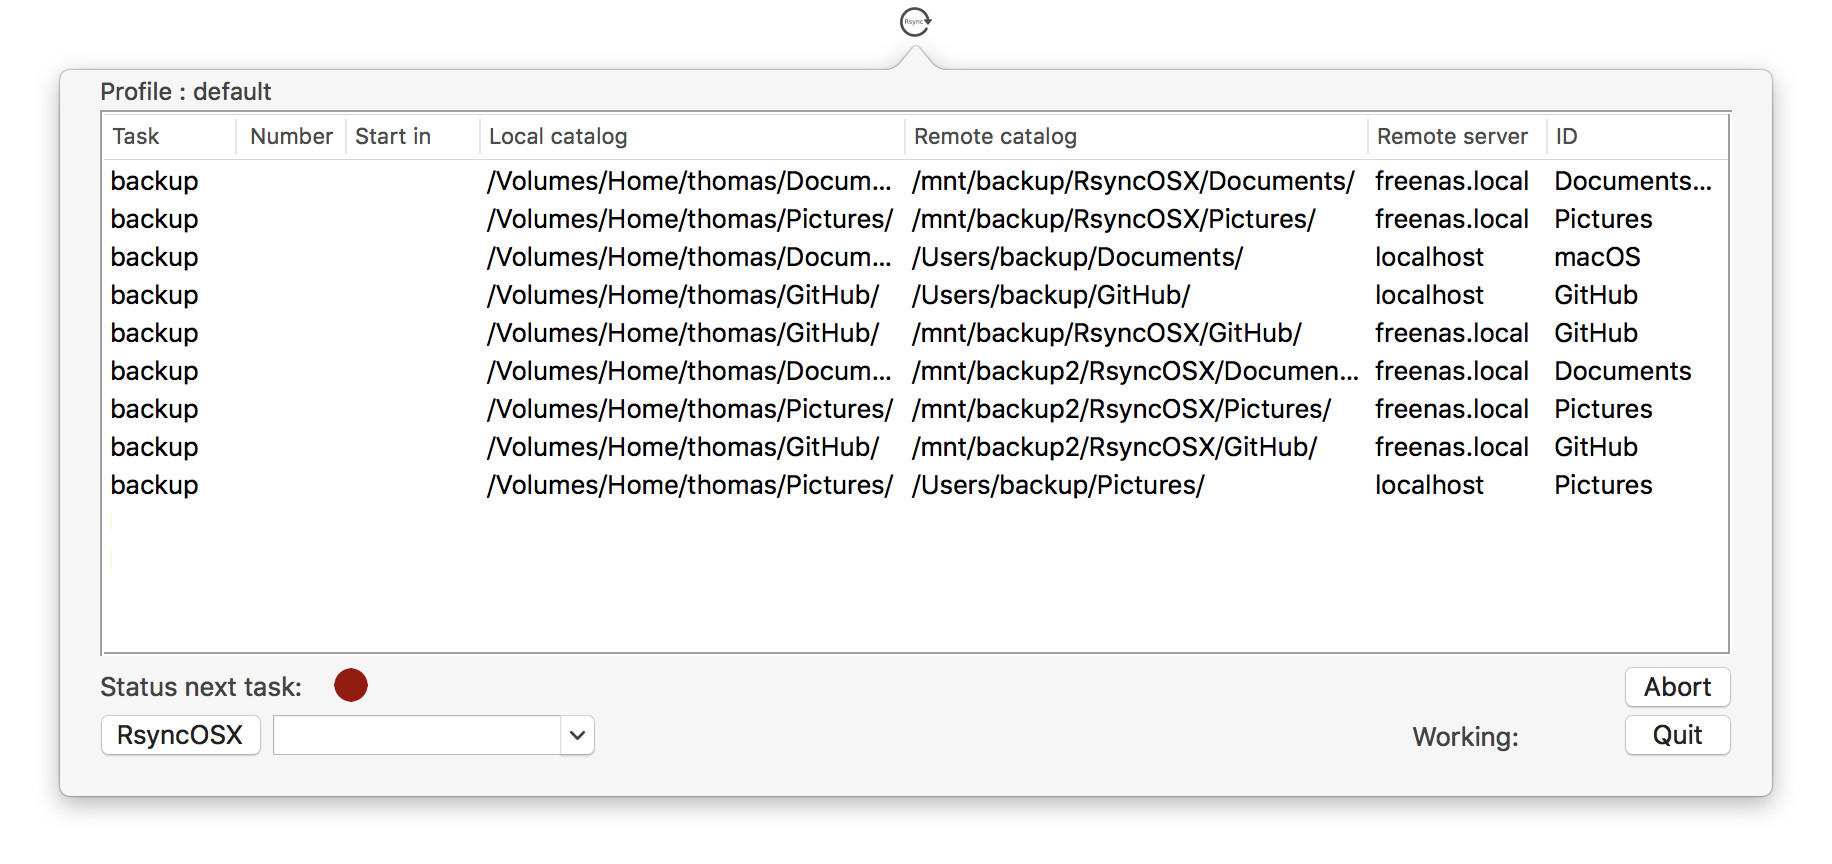 Rsync
Profile : default
Task Number Start in Local catalog Remote catalog Remote server ID
backup /Volumes/Home/thomas/Docum... /mnt/backup/RsyncOSX/Documents/ freenas.local Documents...
backup /Volumes/Home/thomas/Pictures/ /mnt/backup/RsyncOSX/Pictures/ freenas.local Pictures
backup /Volumes/Home/thomas/Docum... /Users/backup/Documents/ localhost macOS
backup /Volumes/Home/thomas/GitHub/ /Users/backup/GitHub/ localhost GitHub
backup /Volumes/Home/thomas/GitHub/ /mnt/backup/RsyncOSX/GitHub/ freenas.local GitHub
backup /Volumes/Home/thomas/Docum... /mnt/backup2/RsyncOSX/Documen... freenas.local Documents
backup /Volumes/Home/thomas/Pictures/ /mnt/backup2/RsyncOSX/Pictures/ freenas.local Pictures
backup /Volumes/Home/thomas/GitHub/ /mnt/backup2/RsyncOSX/GitHub/ freenas.local GitHub
backup /Volumes/Home/thomas/Pictures/ /Users/backup/Pictures/ localhost Pictures
Status next task: Abort
RsyncOSX Working: Quit